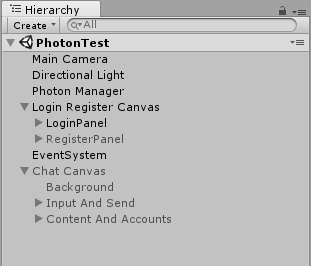 Hierarchy
Create All
PhotonTest
Main Camera
Directional Light
Photon Manager
Login Register Canvas
LoginPanel
RegisterPanel
EventSystem
Chat Canvas
Background
Input And Send
Content And Accounts